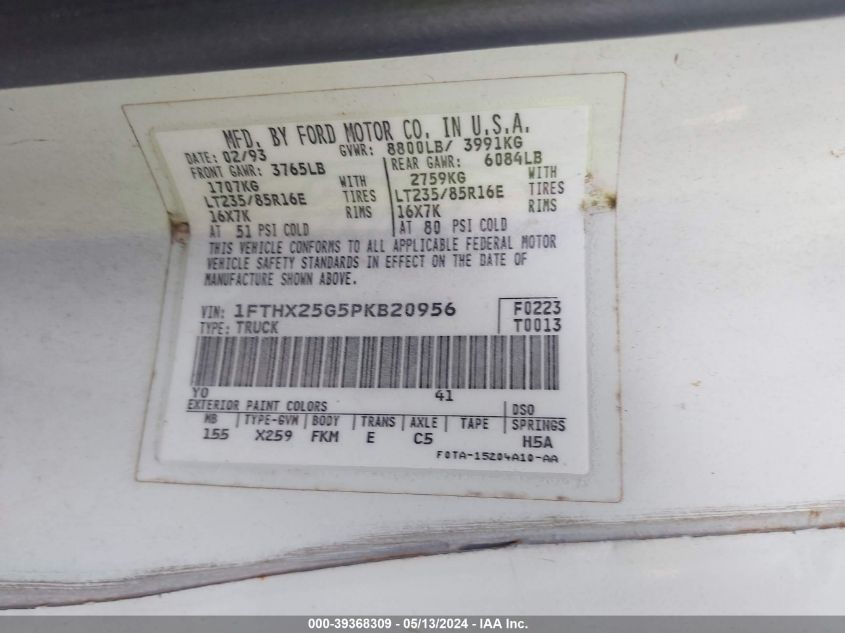 MFD. BY FORD MOTOR CO. IN U.S.A.
DATE: 02/93 GVWR: 8800LB/ 3991KG
FRONT GAWR: 3765LB REAR GAWR: 6084LB
1707KG WITH 2759KG WITH
LT235/85R16E TIRES LT235/85R16E TIRES
16X7K RIMS 16X7K RIMS
AT 51 PSI COLD AT 80 PSI COLD
THIS VEHICLE CONFORMS TO ALL APPLICABLE FEDERAL MOTOR
VEHICLE SAFETY STANDARDS IN EFFECT ON THE DATE OF
MANUFACTURE SHOWN ABOVE.
VIN: 1FTHX25G5PKB20956 F0223
TYPE: TRUCK T0013
YO 41
EXTERIOR PAINT COLORS DSO
WB TYPE-GVW BODY TRANS AXLE TAPE SPRINGS
155 X259 FKM E C5 H5A
F0TA-15204A10-AA
000-39368309 | 05/13/2024 - IAA Inc.